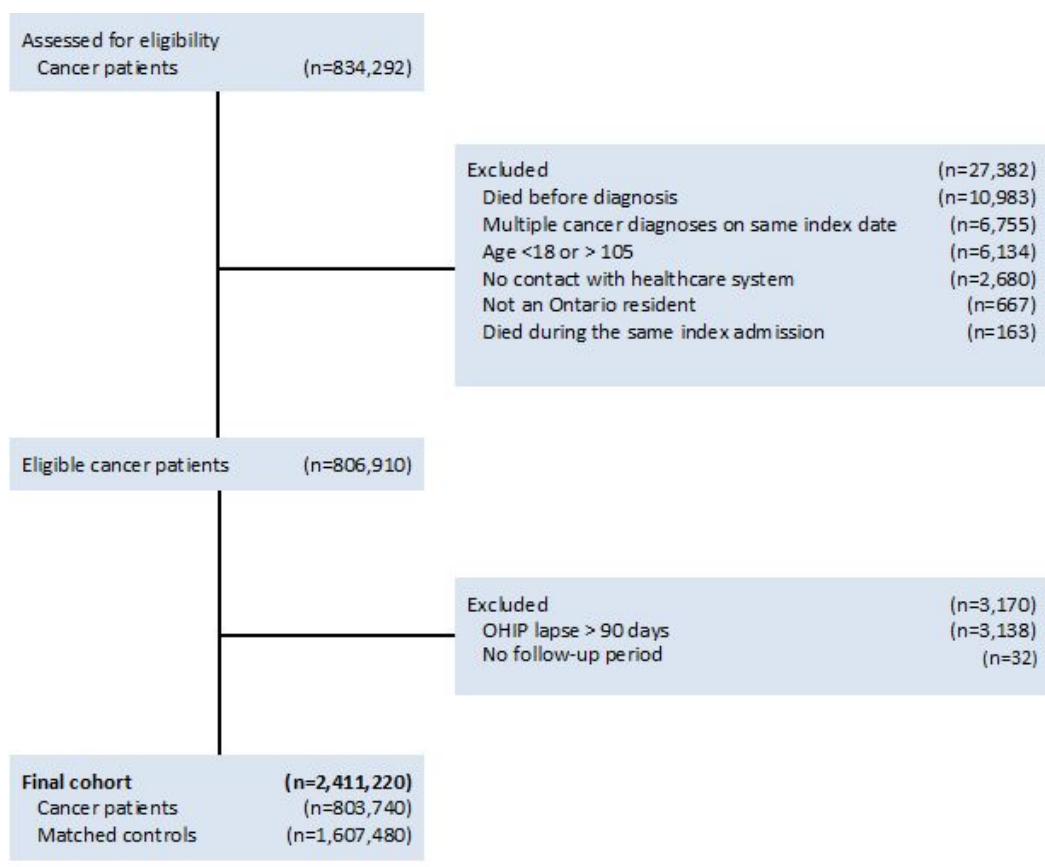 Assessed for eligibility
Cancer patients (n=834,292)
Excluded (n=27,382)
Died before diagnosis (n=10,983)
Multiple cancer diagnoses on same index date (n=6,755)
Age <18 or > 105 (n=6,134)
No contact with healthcare system (n=2,680)
Not an Ontario resident (n=667)
Died during the same index admission (n=163)
Eligible cancer patients (n=806,910)
Excluded (n=3,170)
OHIP lapse > 90 days (n=3,138)
No follow-up period (n=32)
Final cohort (n=2,411,220)
Cancer patients (n=803,740)
Matched controls (n=1,607,480)